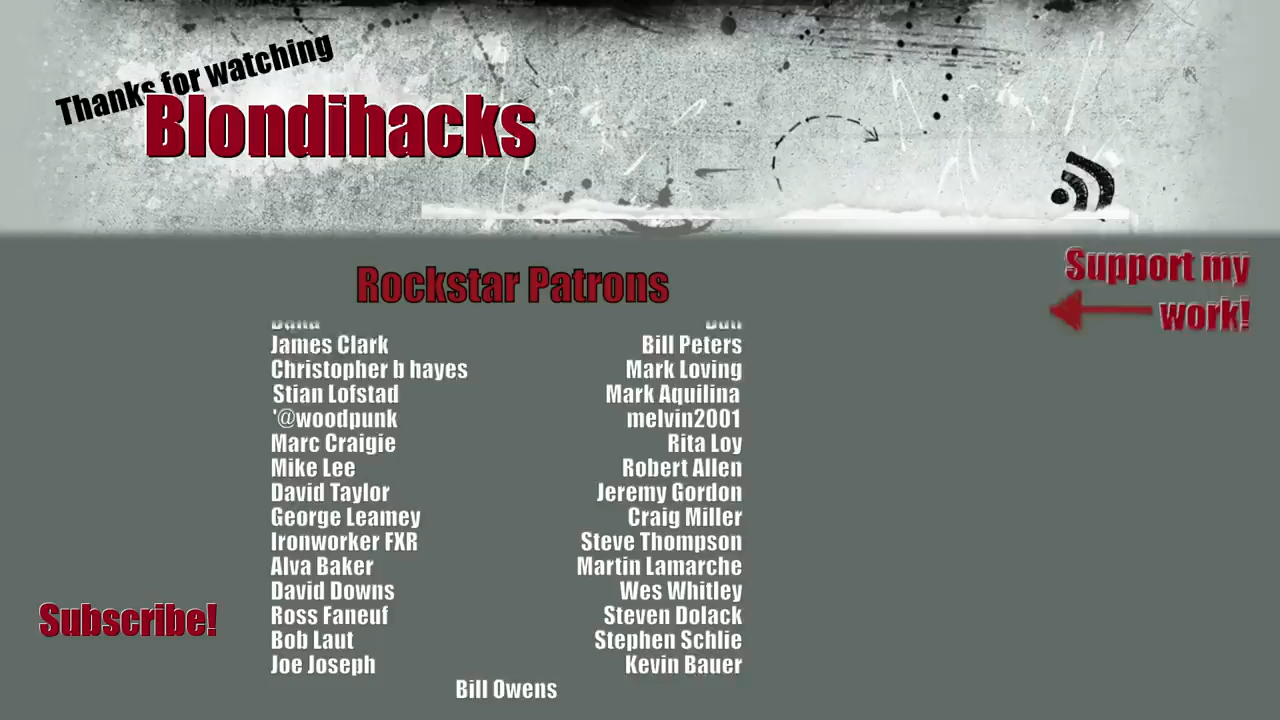 Thanks for watching
Blondihacks
Support my
work!
Rockstar Patrons
James Clark Bill Peters
Christopher b hayes Mark Loving
Stian Lofstad Mark Aquilina
'@woodpunk melvin2001
Marc Craigie Rita Loy
Mike Lee Robert Allen
David Taylor Jeremy Gordon
George Leamey Craig Miller
Ironworker FXR Steve Thompson
Alva Baker Martin Lamarche
David Downs Wes Whitley
Ross Faneuf Steven Dolack
Bob Laut Stephen Schlie
Joe Joseph Kevin Bauer
Bill Owens
Subscribe!